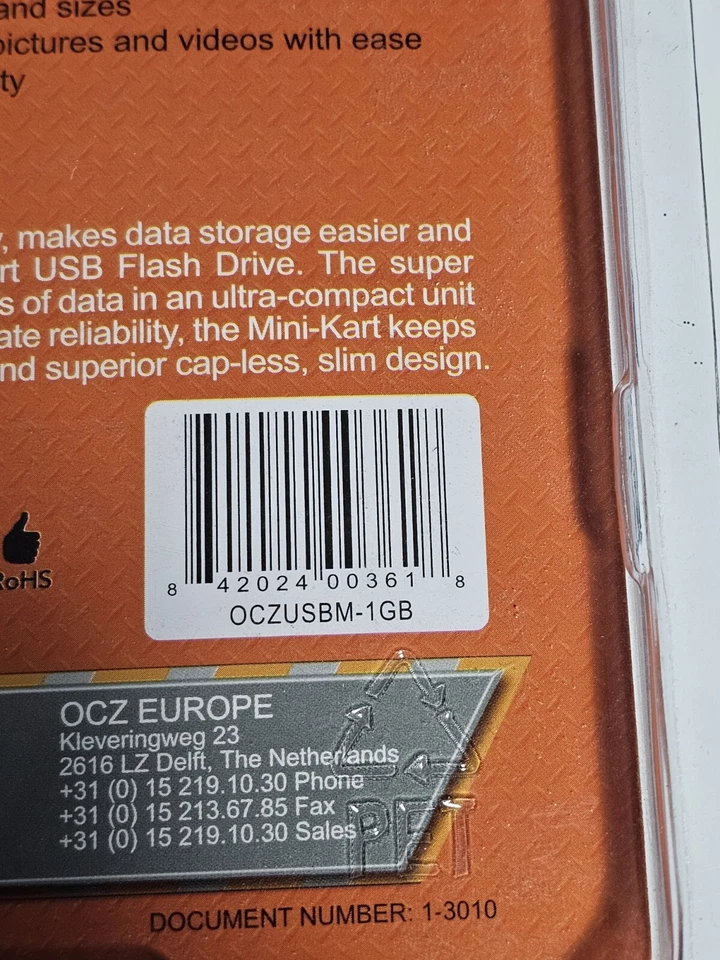 and sizes
pictures and videos with ease
ty
, makes data storage easier and
rt USB Flash Drive. The super
s of data in an ultra-compact unit
ate reliability, the Mini-Kart keeps
nd superior cap-less, slim design.
8 42024 00361 8
OCZUSBM-1GB
RoHS
OCZ EUROPE
Kleveringweg 23
2616 LZ Delft, The Netherlands
+31 (0) 15 219.10.30 Phone
+31 (0) 15 213.67.85 Fax
+31 (0) 15 219.10.30 Sales
PET
DOCUMENT NUMBER: 1-3010